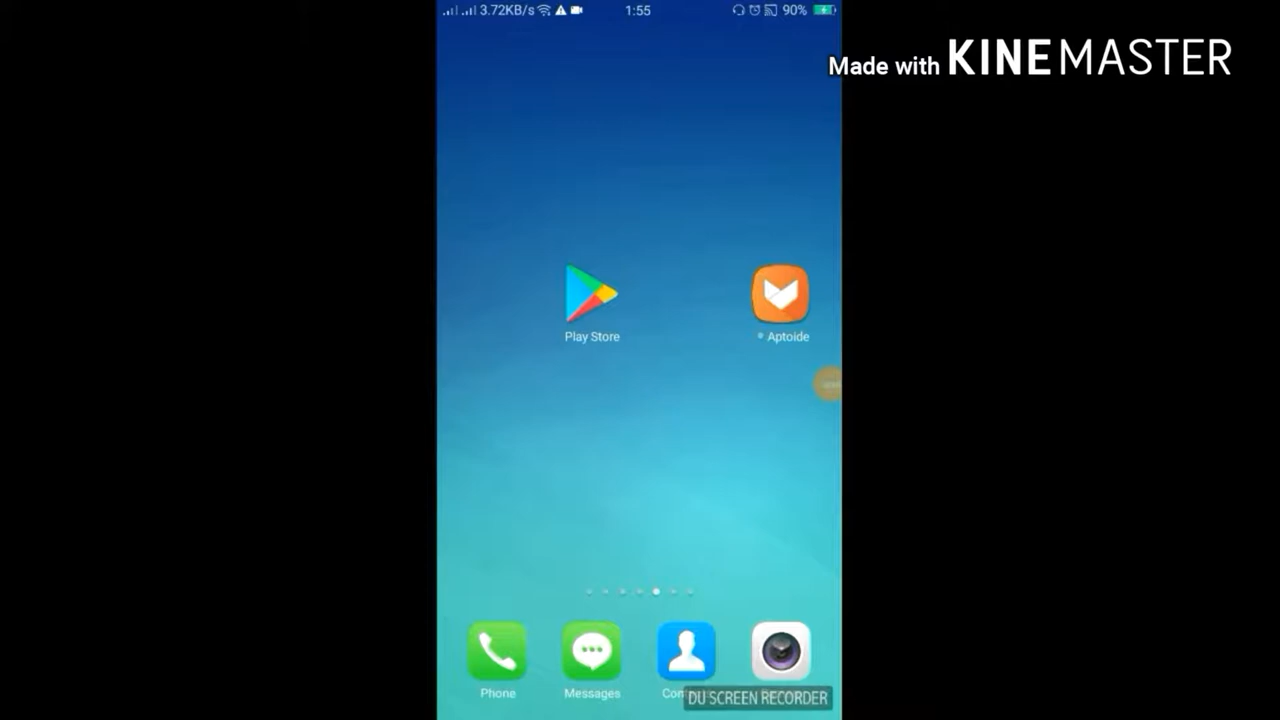 3.72KB/s 1:55 90%
Made with KINEMASTER
Play Store
Aptoide
Phone Messages
DU SCREEN RECORDER